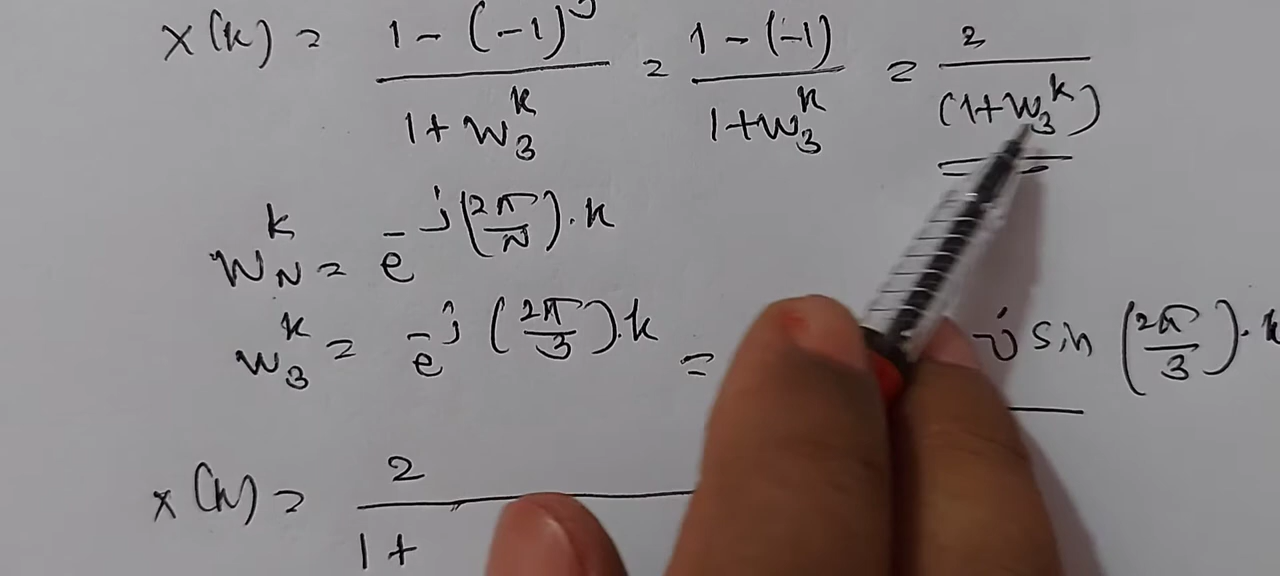 X(k) = 1 - (-1)^3 / 1 + W_3^k = 1 - (-1) / 1 + W_3^k = 2 / (1 + W_3^k)
W_N^k = e^-j(2π/N).k
W_3^k = e^-j(2π/3).k = -j sin(2π/3).k
X(k) = 2 / 1 +